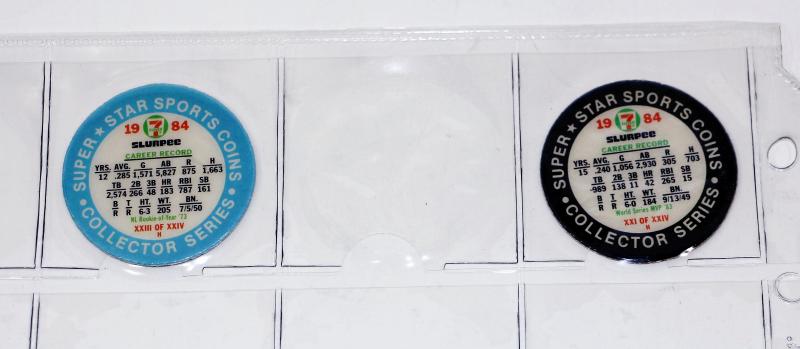 SUPER ★ STAR SPORTS COINS
• COLLECTOR SERIES •
19 7 84
SLURPEE
CAREER RECORD
YRS. AVG. G AB R H
12 .285 1,571 5,827 875 1,663
TB 2B 3B HR RBI SB
2,574 266 48 183 787 161
B T HT. WT. BN.
R R 6-3 205 7/5/50
NL Rookie-of-Year '73
XXIII OF XXIV
H
SUPER ★ STAR SPORTS COINS
• COLLECTOR SERIES •
19 7 84
SLURPEE
CAREER RECORD
YRS. AVG. G AB R H
15 .240 1,056 2,930 305 703
TB 2B 3B HR RBI SB
-989 138 11 42 265 15
B T HT. WT. BN.
R R 6-0 184 9/13/49
World Series MVP '83
XXI OF XXIV
H